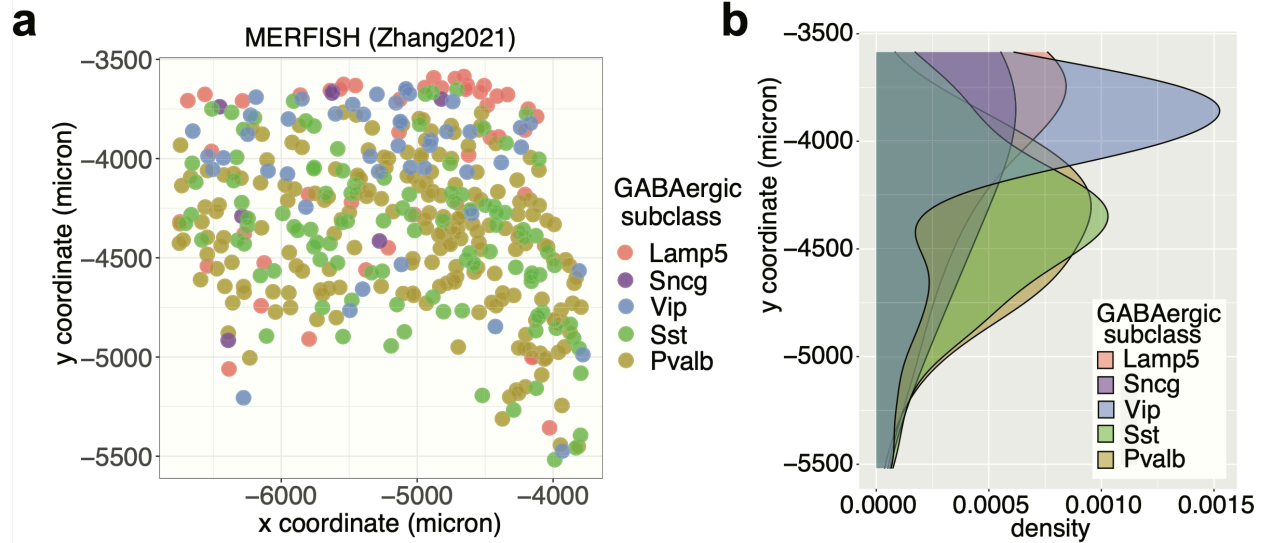 a
MERFISH (Zhang2021)
y coordinate (micron)
−3500
−4000
−4500
−5000
−5500
−6000 −5000 −4000
x coordinate (micron)
GABAergic
subclass
Lamp5
Sncg
Vip
Sst
Pvalb
b
y coordinate (micron)
−3500
−4000
−4500
−5000
−5500
0.0000 0.0005 0.0010 0.0015
density
GABAergic
subclass
Lamp5
Sncg
Vip
Sst
Pvalb